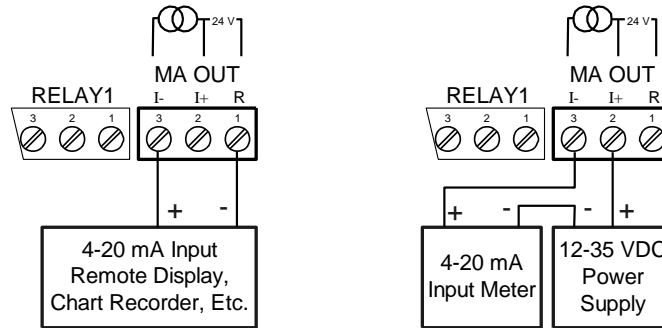 24 V
MA OUT
RELAY1 I- I+ R
3 2 1 3 2 1
+ -
4-20 mA Input
Remote Display,
Chart Recorder, Etc.
24 V
MA OUT
RELAY1 I- I+ R
3 2 1 3 2 1
+ - - +
4-20 mA
Input Meter
12-35 VDC
Power
Supply